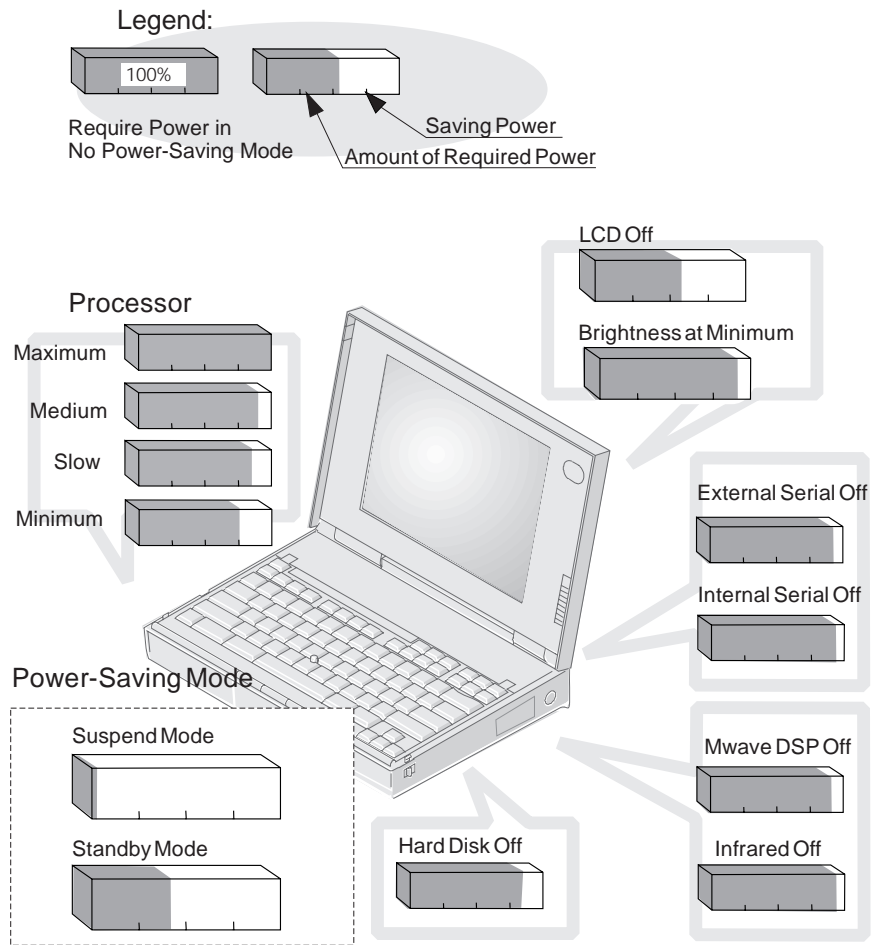 Legend:
100%
Require Power in
No Power-Saving Mode
Saving Power
Amount of Required Power
LCD Off
Brightness at Minimum
Processor
Maximum
Medium
Slow
Minimum
External Serial Off
Internal Serial Off
Power-Saving Mode
Suspend Mode
Standby Mode
Hard Disk Off
Mwave DSP Off
Infrared Off